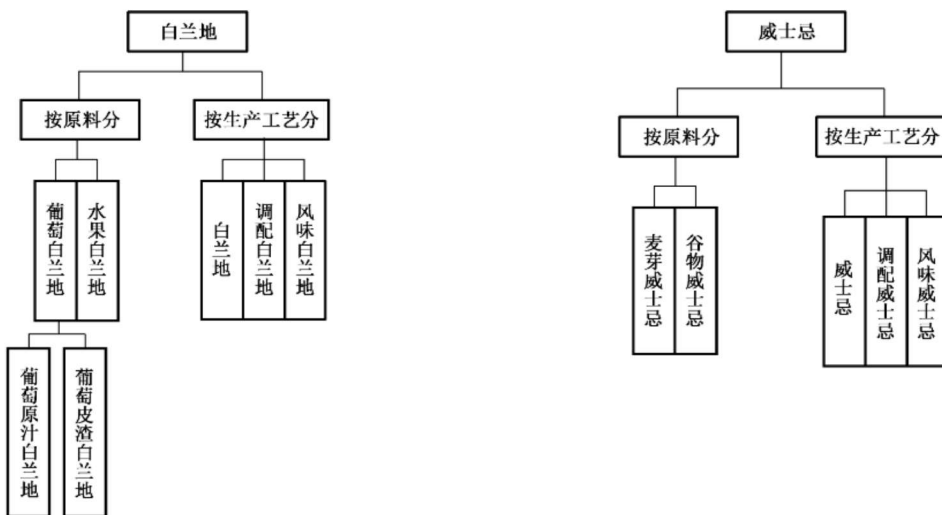 白兰地
按原料分
按生产工艺分
葡萄白兰地
水果白兰地
白兰地
调配白兰地
风味白兰地
葡萄原汁白兰地
葡萄皮渣白兰地
威士忌
按原料分
按生产工艺分
麦芽威士忌
谷物威士忌
威士忌
调配威士忌
风味威士忌